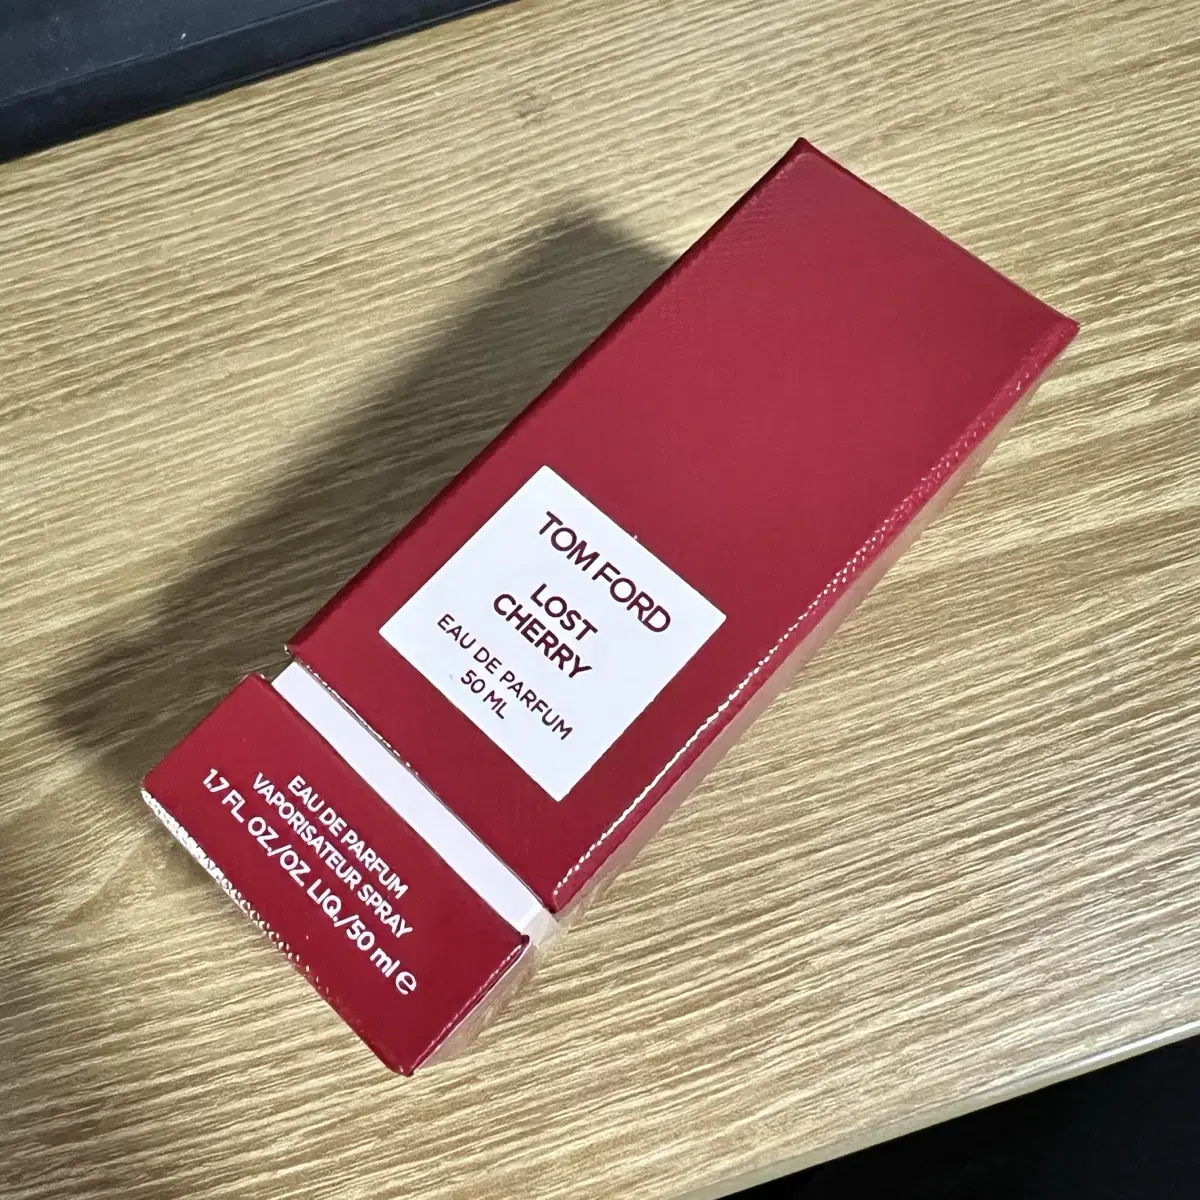 TOM FORD
LOST
CHERRY
EAU DE PARFUM
50 ML
EAU DE PARFUM
VAPORISATEUR SPRAY
1.7 FL OZ/OZ LIQ./50 ml ℮